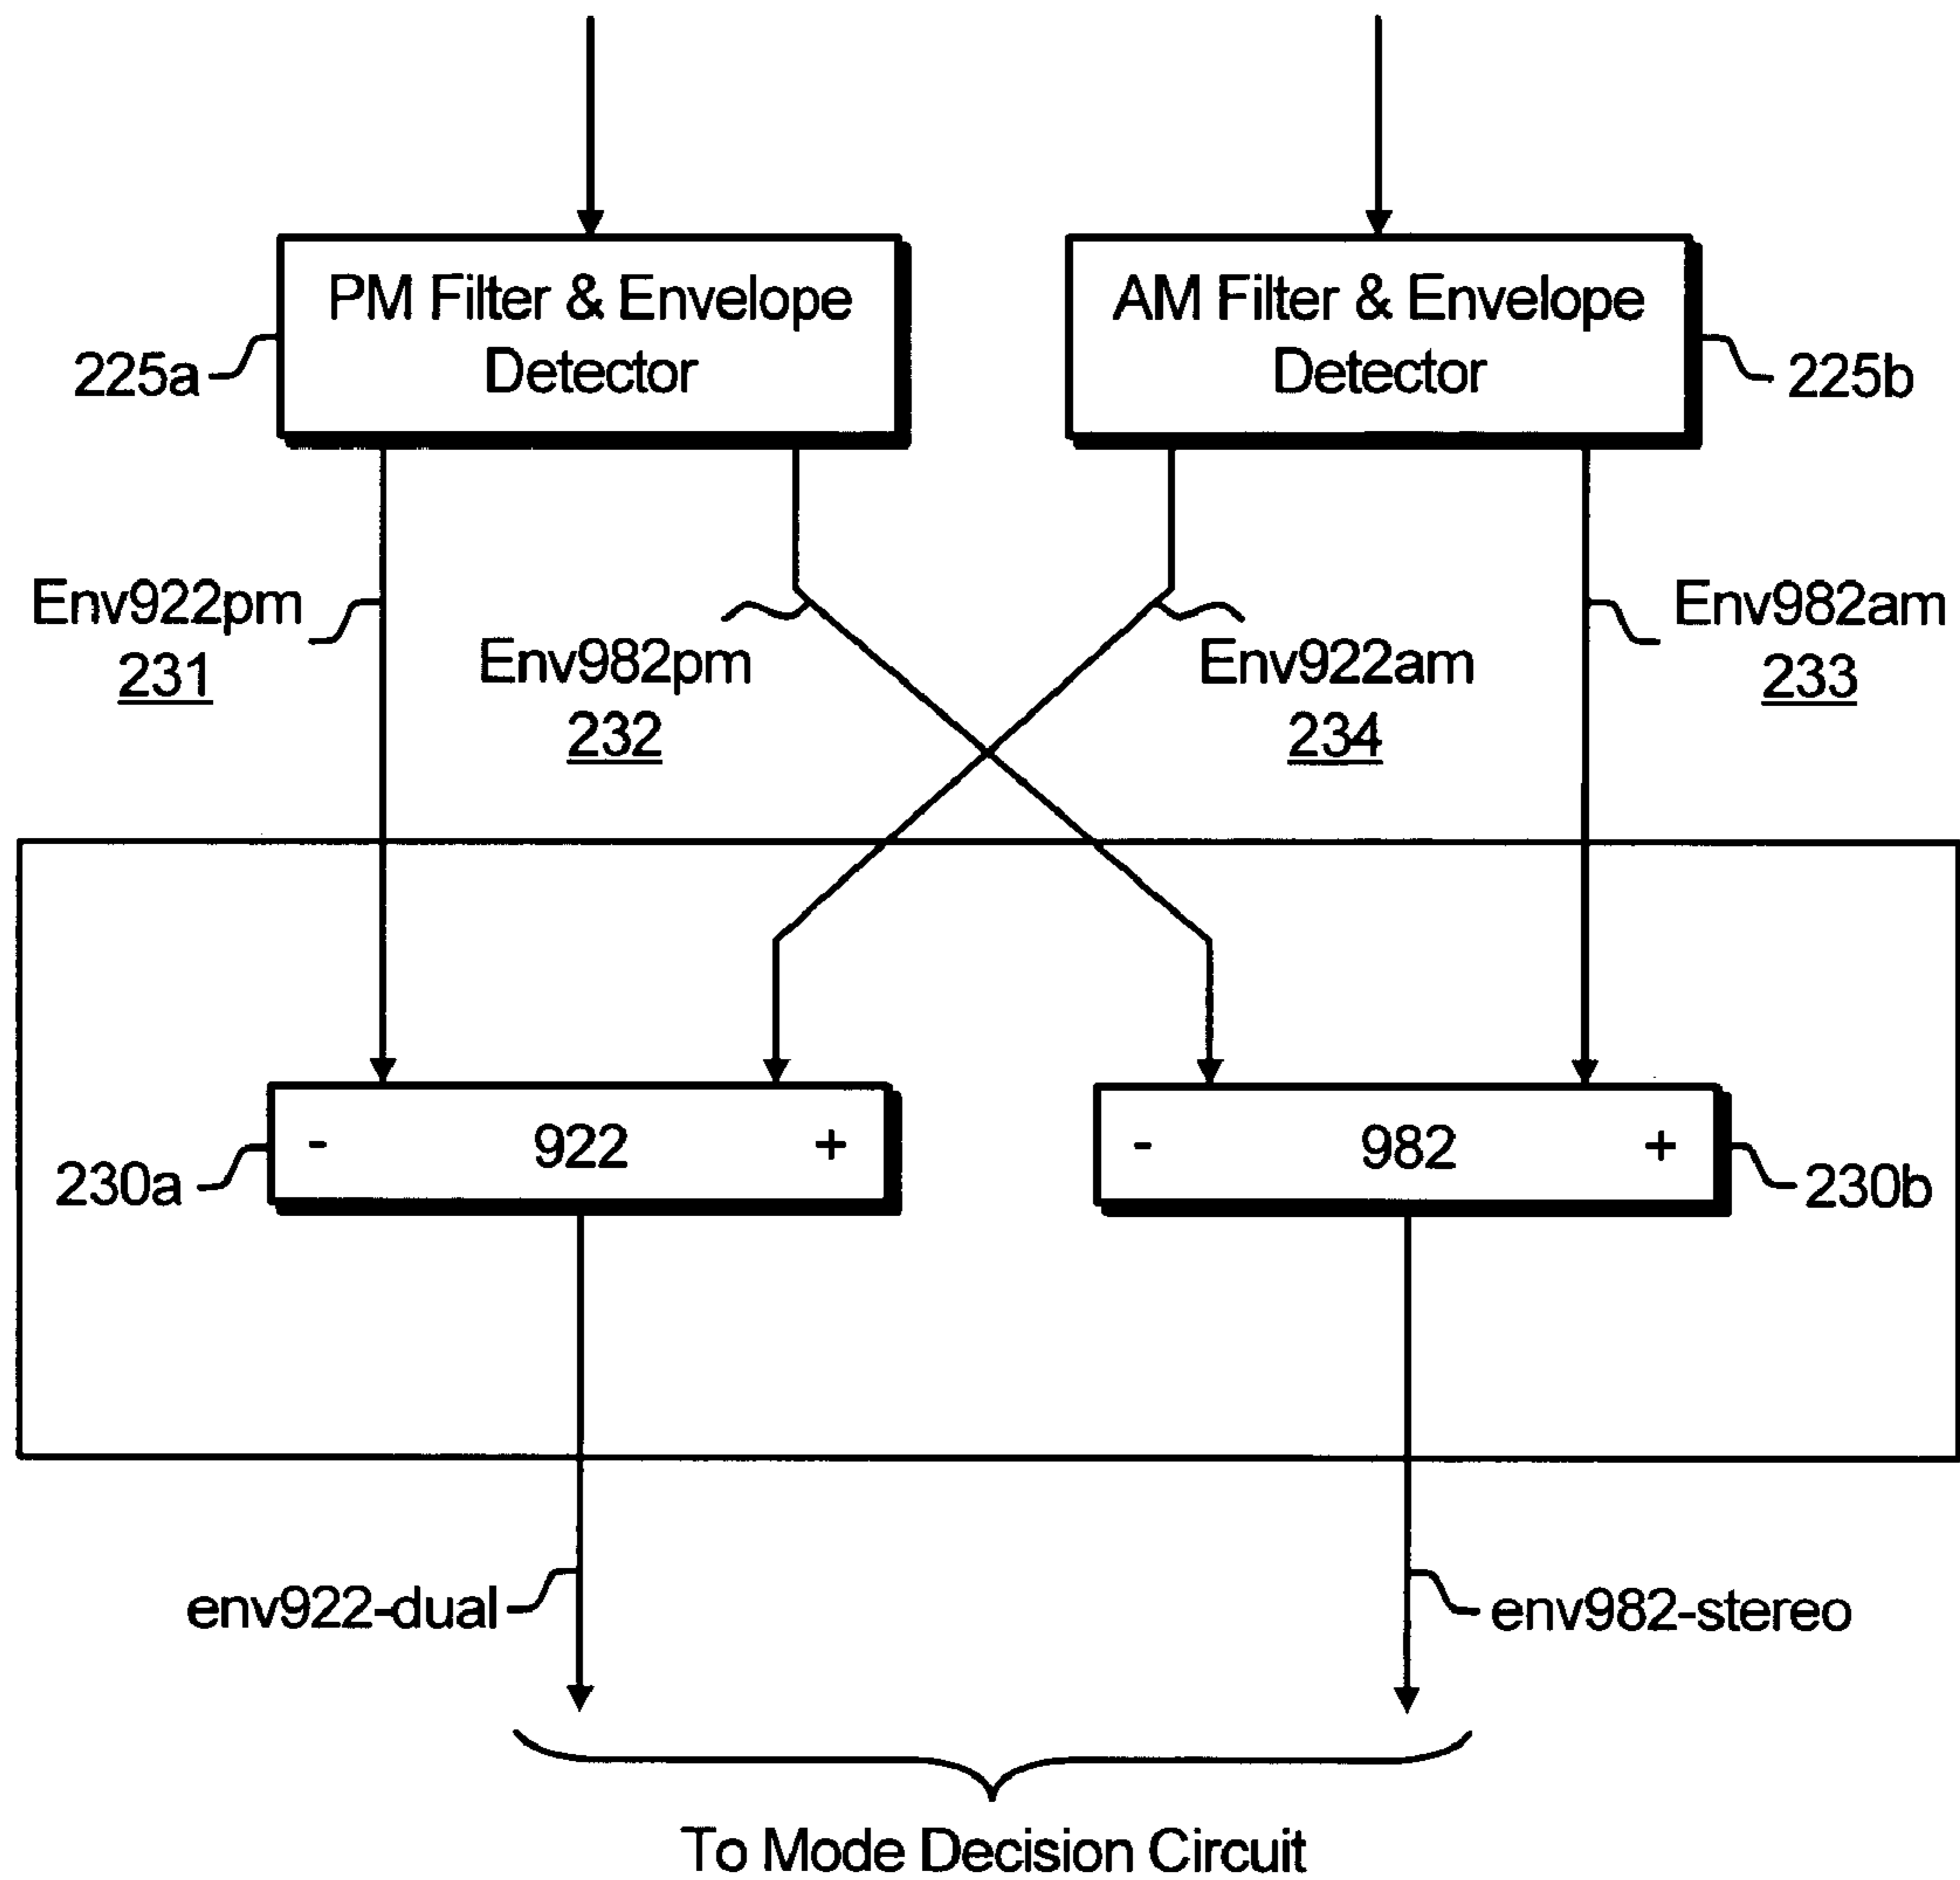 PM Filter & Envelope
Detector
AM Filter & Envelope
Detector
225a
225b
Env922pm
231
Env982pm
232
Env922am
234
Env982am
233
- 922 +
- 982 +
230a
230b
env922-dual
env982-stereo
To Mode Decision Circuit